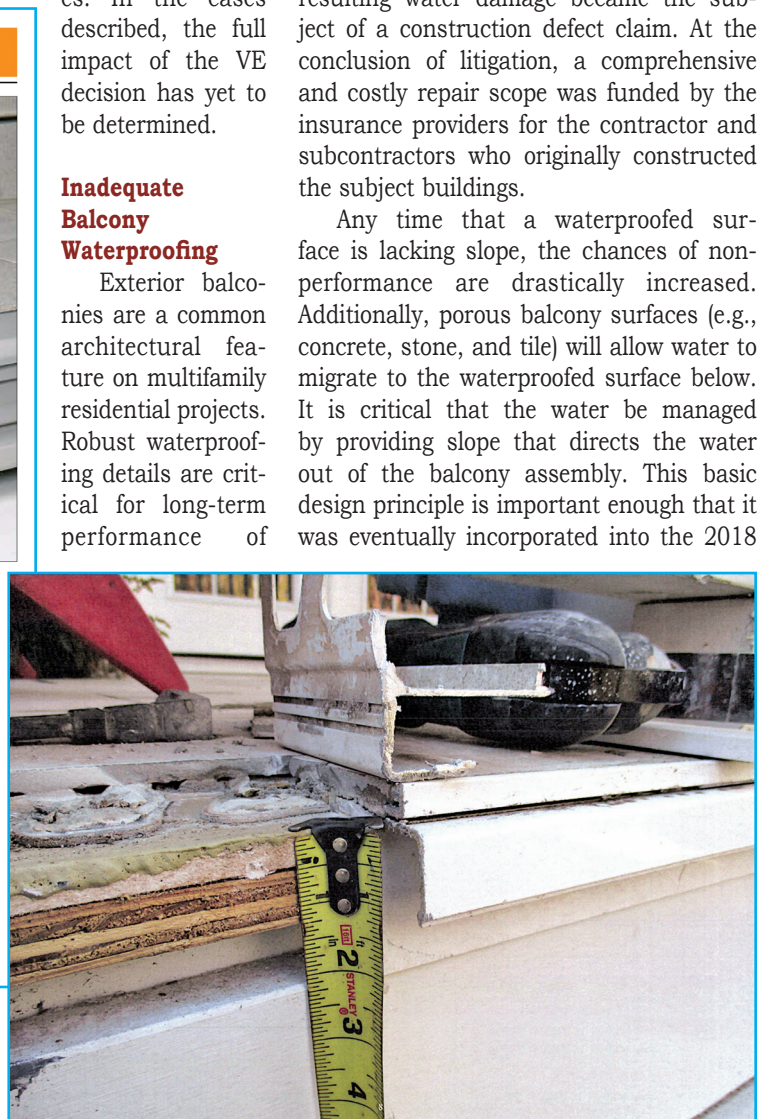 es. In the cases
described, the full
impact of the VE
decision has yet to
be determined.
Inadequate
Balcony
Waterproofing
Exterior balco-
nies are a common
architectural fea-
ture on multifamily
residential projects.
Robust waterproof-
ing details are crit-
ical for long-term
performance of
resulting water damage became the sub-
ject of a construction defect claim. At the
conclusion of litigation, a comprehensive
and costly repair scope was funded by the
insurance providers for the contractor and
subcontractors who originally constructed
the subject buildings.
Any time that a waterproofed sur-
face is lacking slope, the chances of non-
performance are drastically increased.
Additionally, porous balcony surfaces (e.g.,
concrete, stone, and tile) will allow water to
migrate to the waterproofed surface below.
It is critical that the water be managed
by providing slope that directs the water
out of the balcony assembly. This basic
design principle is important enough that it
was eventually incorporated into the 2018
1
1
ft
in
2
STANLEY
3
4
8